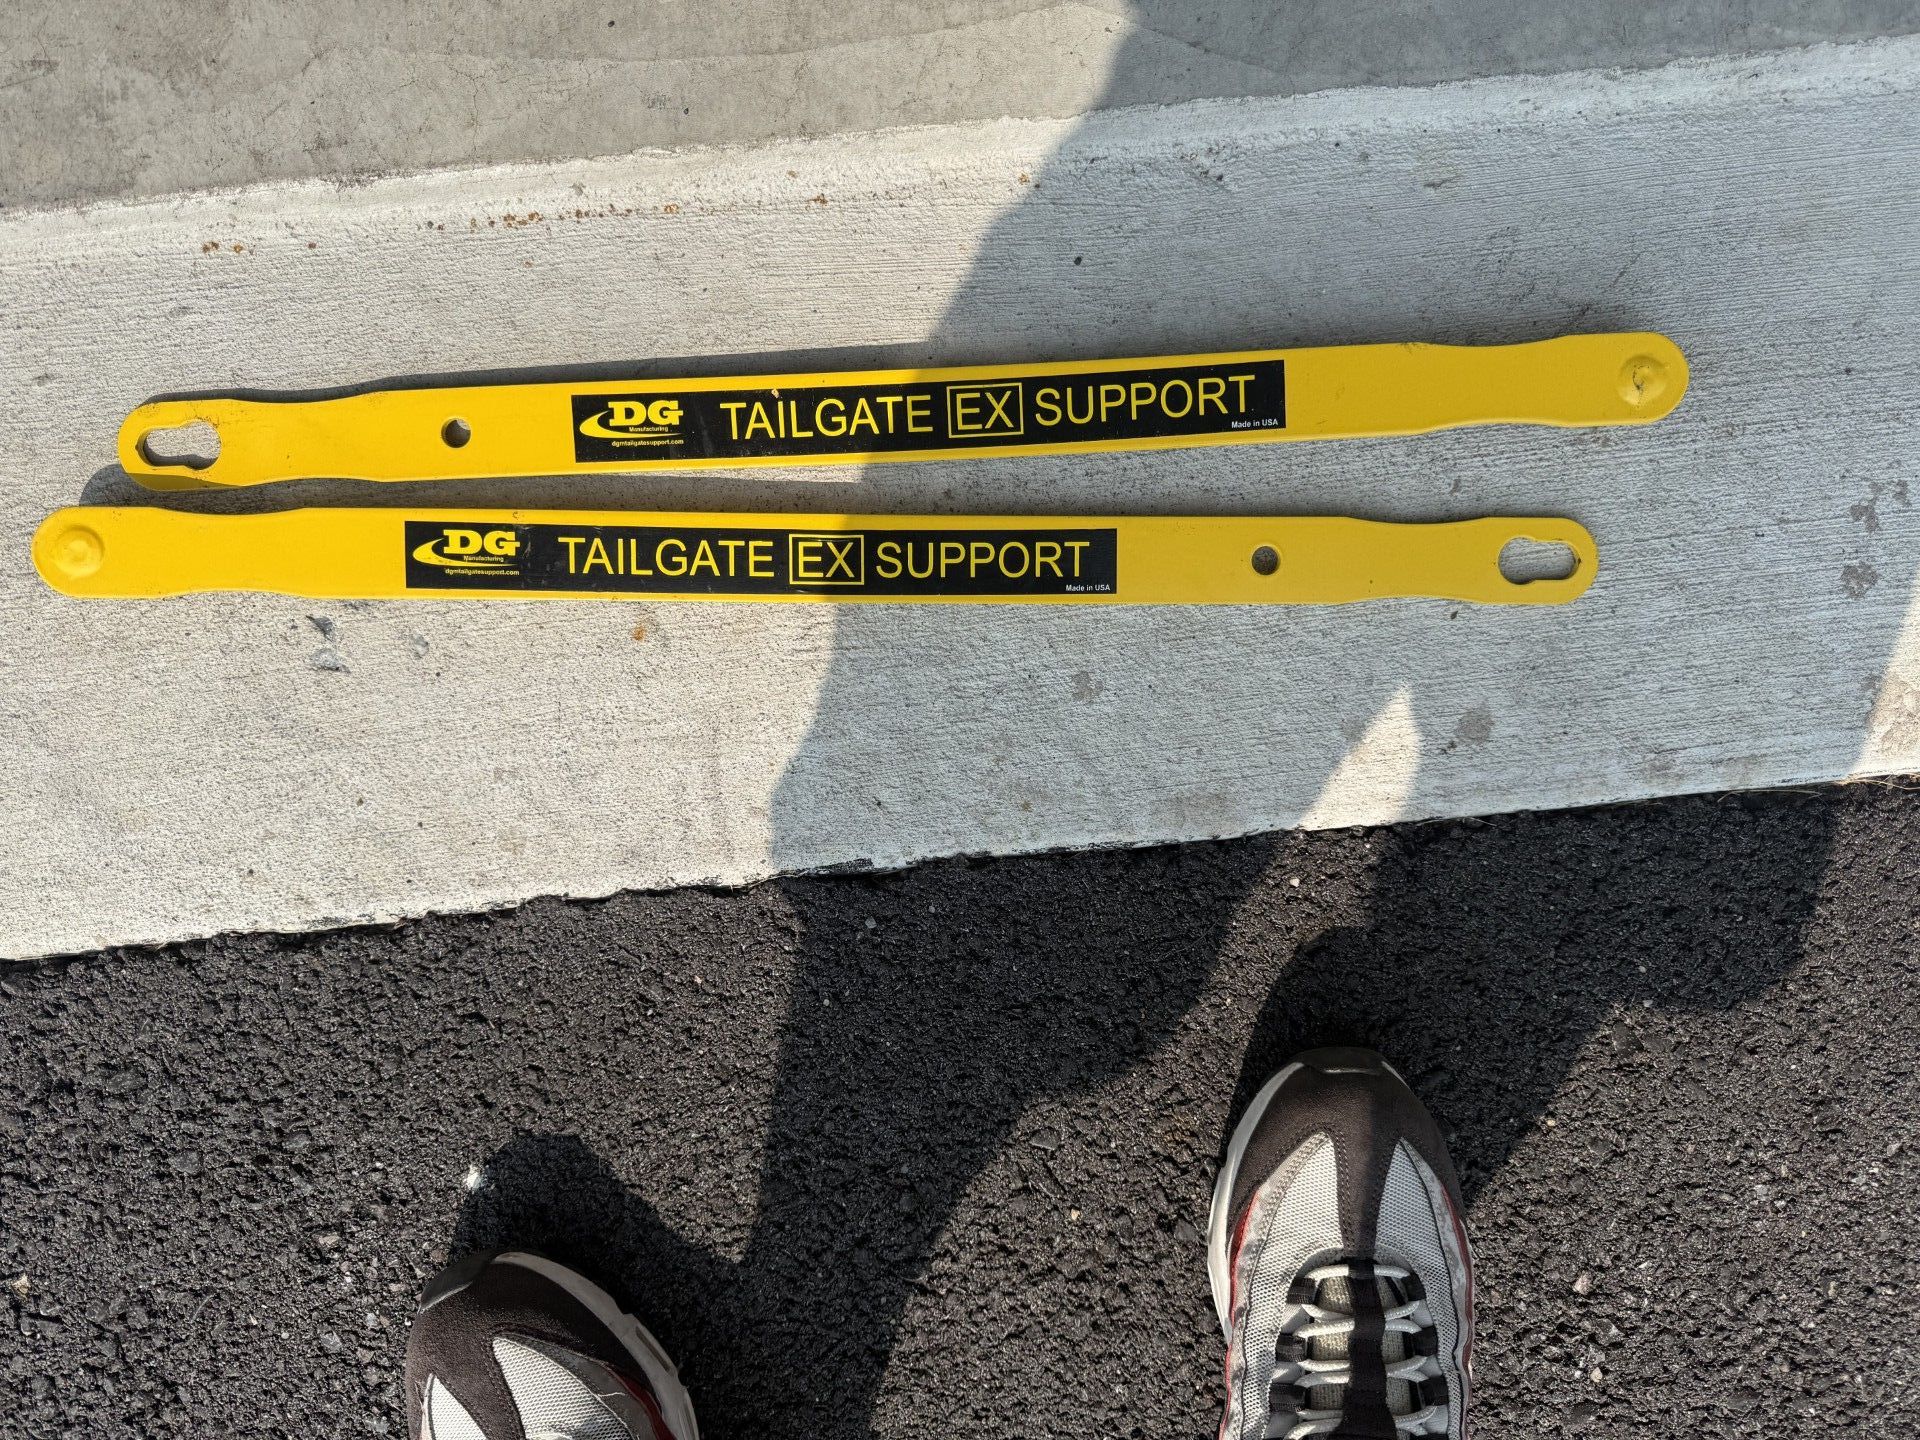 DG
Manufacturing
dgmtailgatesupport.com
TAILGATE EX SUPPORT
Made in USA
DG
Manufacturing
dgmtailgatesupport.com
TAILGATE EX SUPPORT
Made in USA